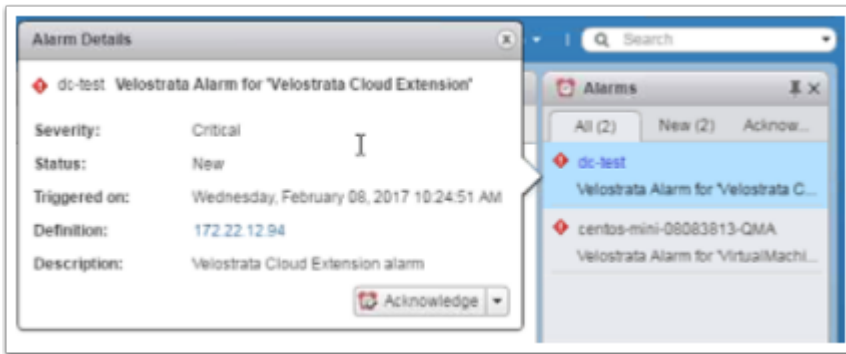 Alarm Details
dc-test Velostrata Alarm for 'Velostrata Cloud Extension'
Severity: Critical
Status: New
Triggered on: Wednesday, February 08, 2017 10:24:51 AM
Definition: 172.22.12.94
Description: Velostrata Cloud Extension alarm
Acknowledge
Search
Alarms
All (2) New (2) Acknow...
dc-test
Velostrata Alarm for 'Velostrata C...
centos-mini-08083813-QMA
Velostrata Alarm for 'VirtualMachi...